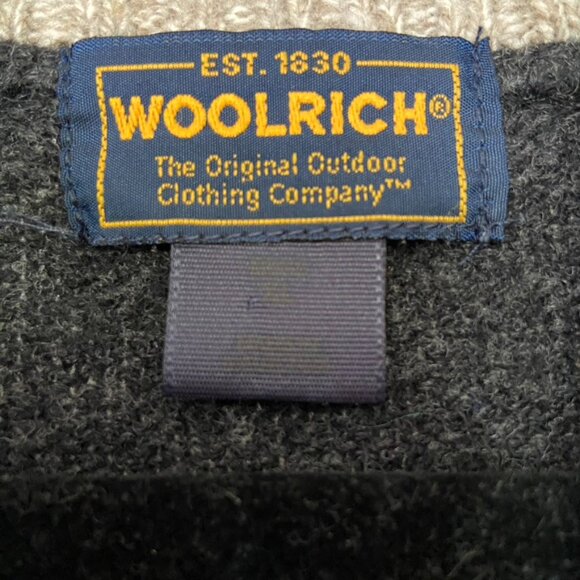 EST. 1830
WOOLRICH®
The Original Outdoor
Clothing Company™